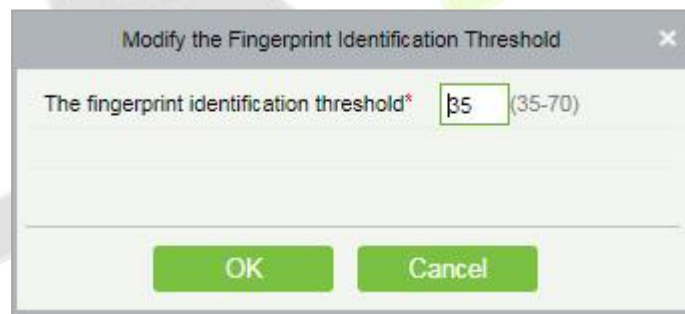 Modify the Fingerprint Identification Threshold ×
The fingerprint identification threshold* 35 (35-70)
OK Cancel